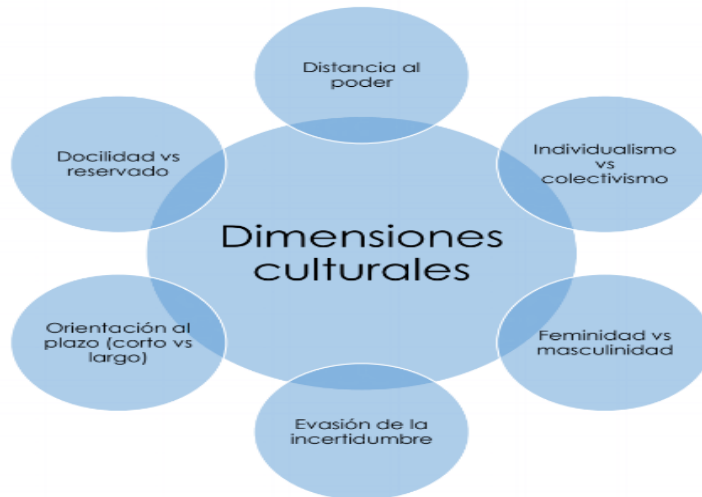 Distancia al
poder
Individualismo
vs
colectivismo
Feminidad vs
masculinidad
Evasión de la
incertidumbre
Orientación al
plazo (corto vs
largo)
Docilidad vs
reservado
Dimensiones
culturales